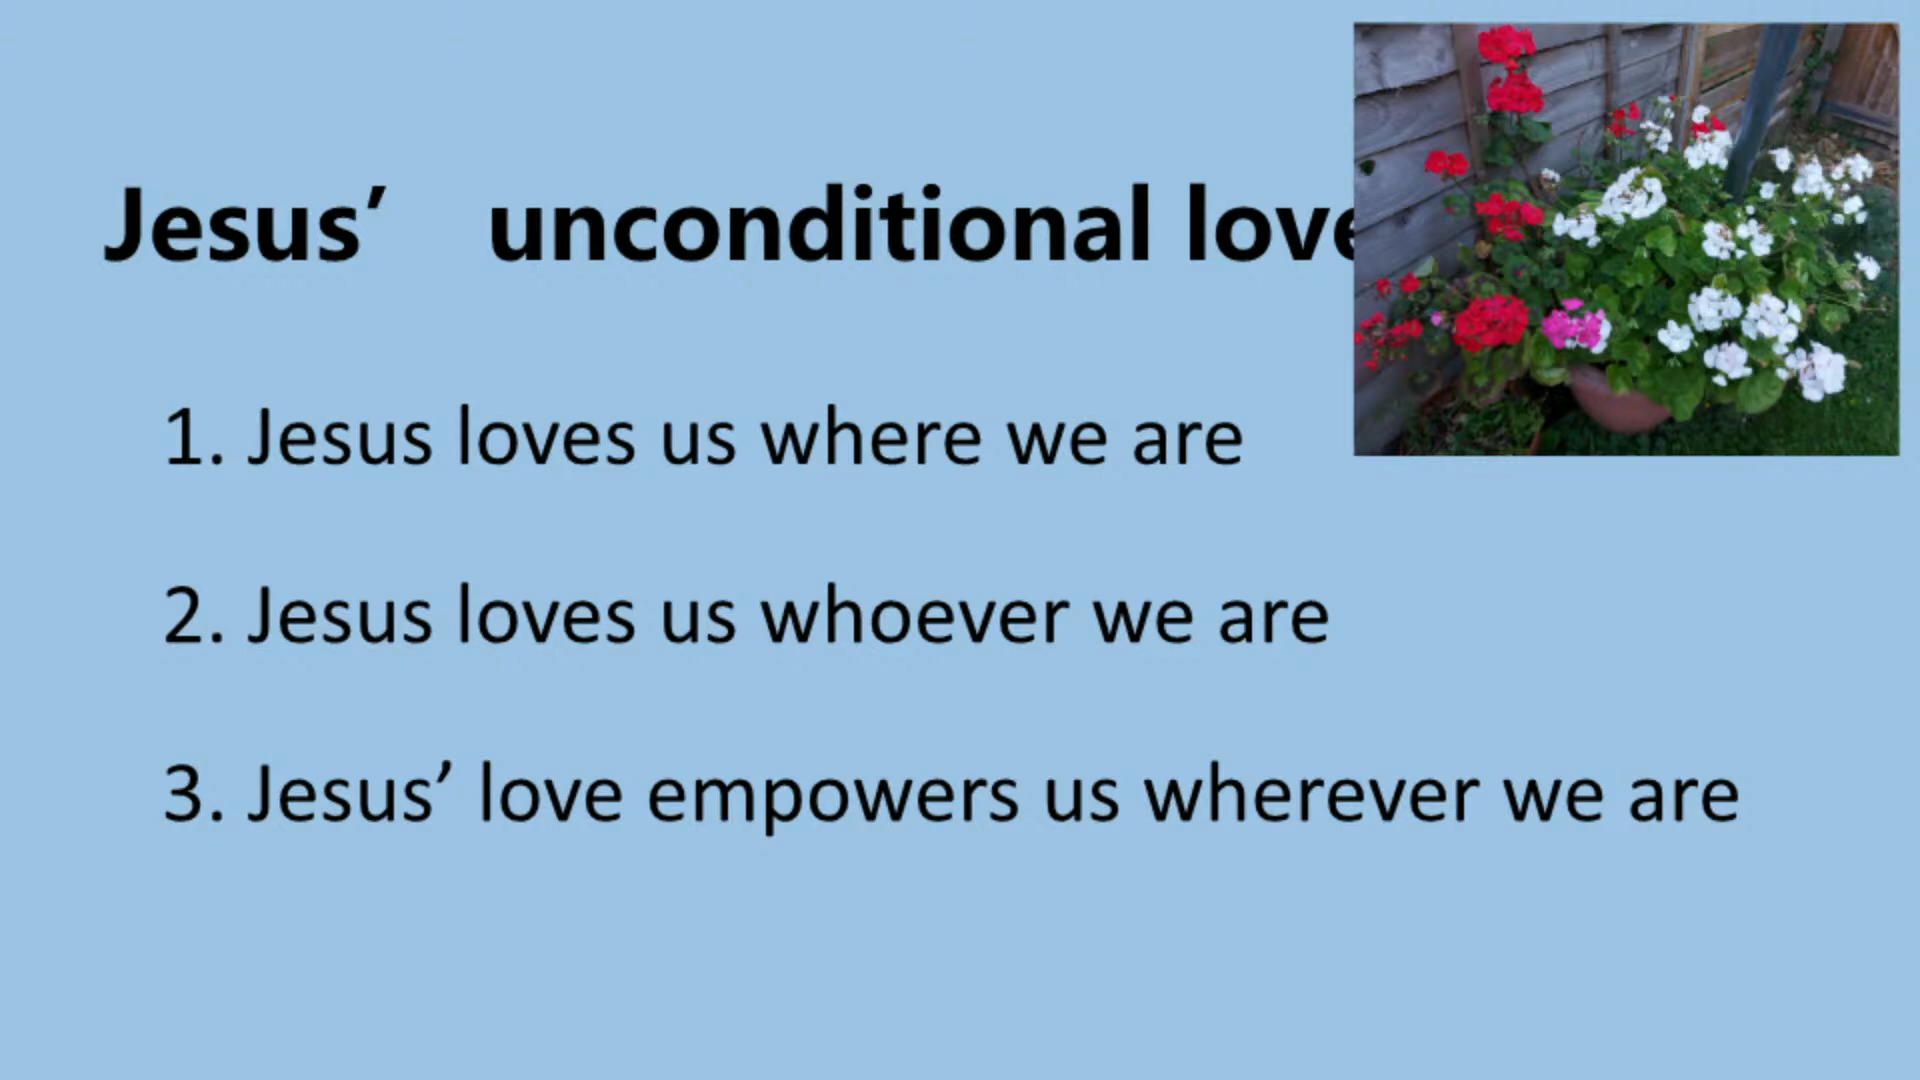 Jesus’ unconditional love
1. Jesus loves us where we are
2. Jesus loves us whoever we are
3. Jesus’ love empowers us wherever we are